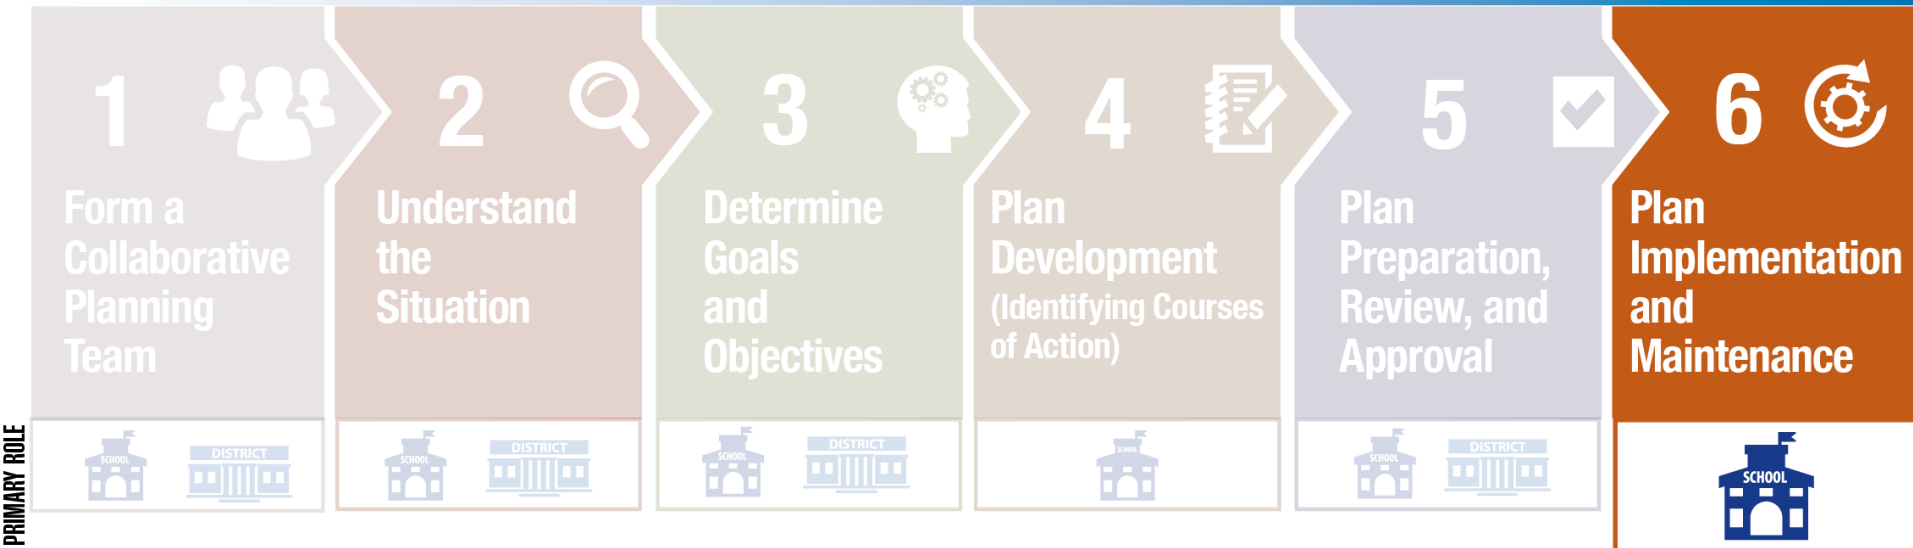 1
Form a
Collaborative
Planning
Team
2
Understand
the
Situation
3
Determine
Goals
and
Objectives
4
Plan
Development
(Identifying Courses
of Action)
5
Plan
Preparation,
Review, and
Approval
6
Plan
Implementation
and
Maintenance
PRIMARY ROLE
SCHOOL
DISTRICT
SCHOOL
DISTRICT
SCHOOL
DISTRICT
SCHOOL
SCHOOL
DISTRICT
SCHOOL